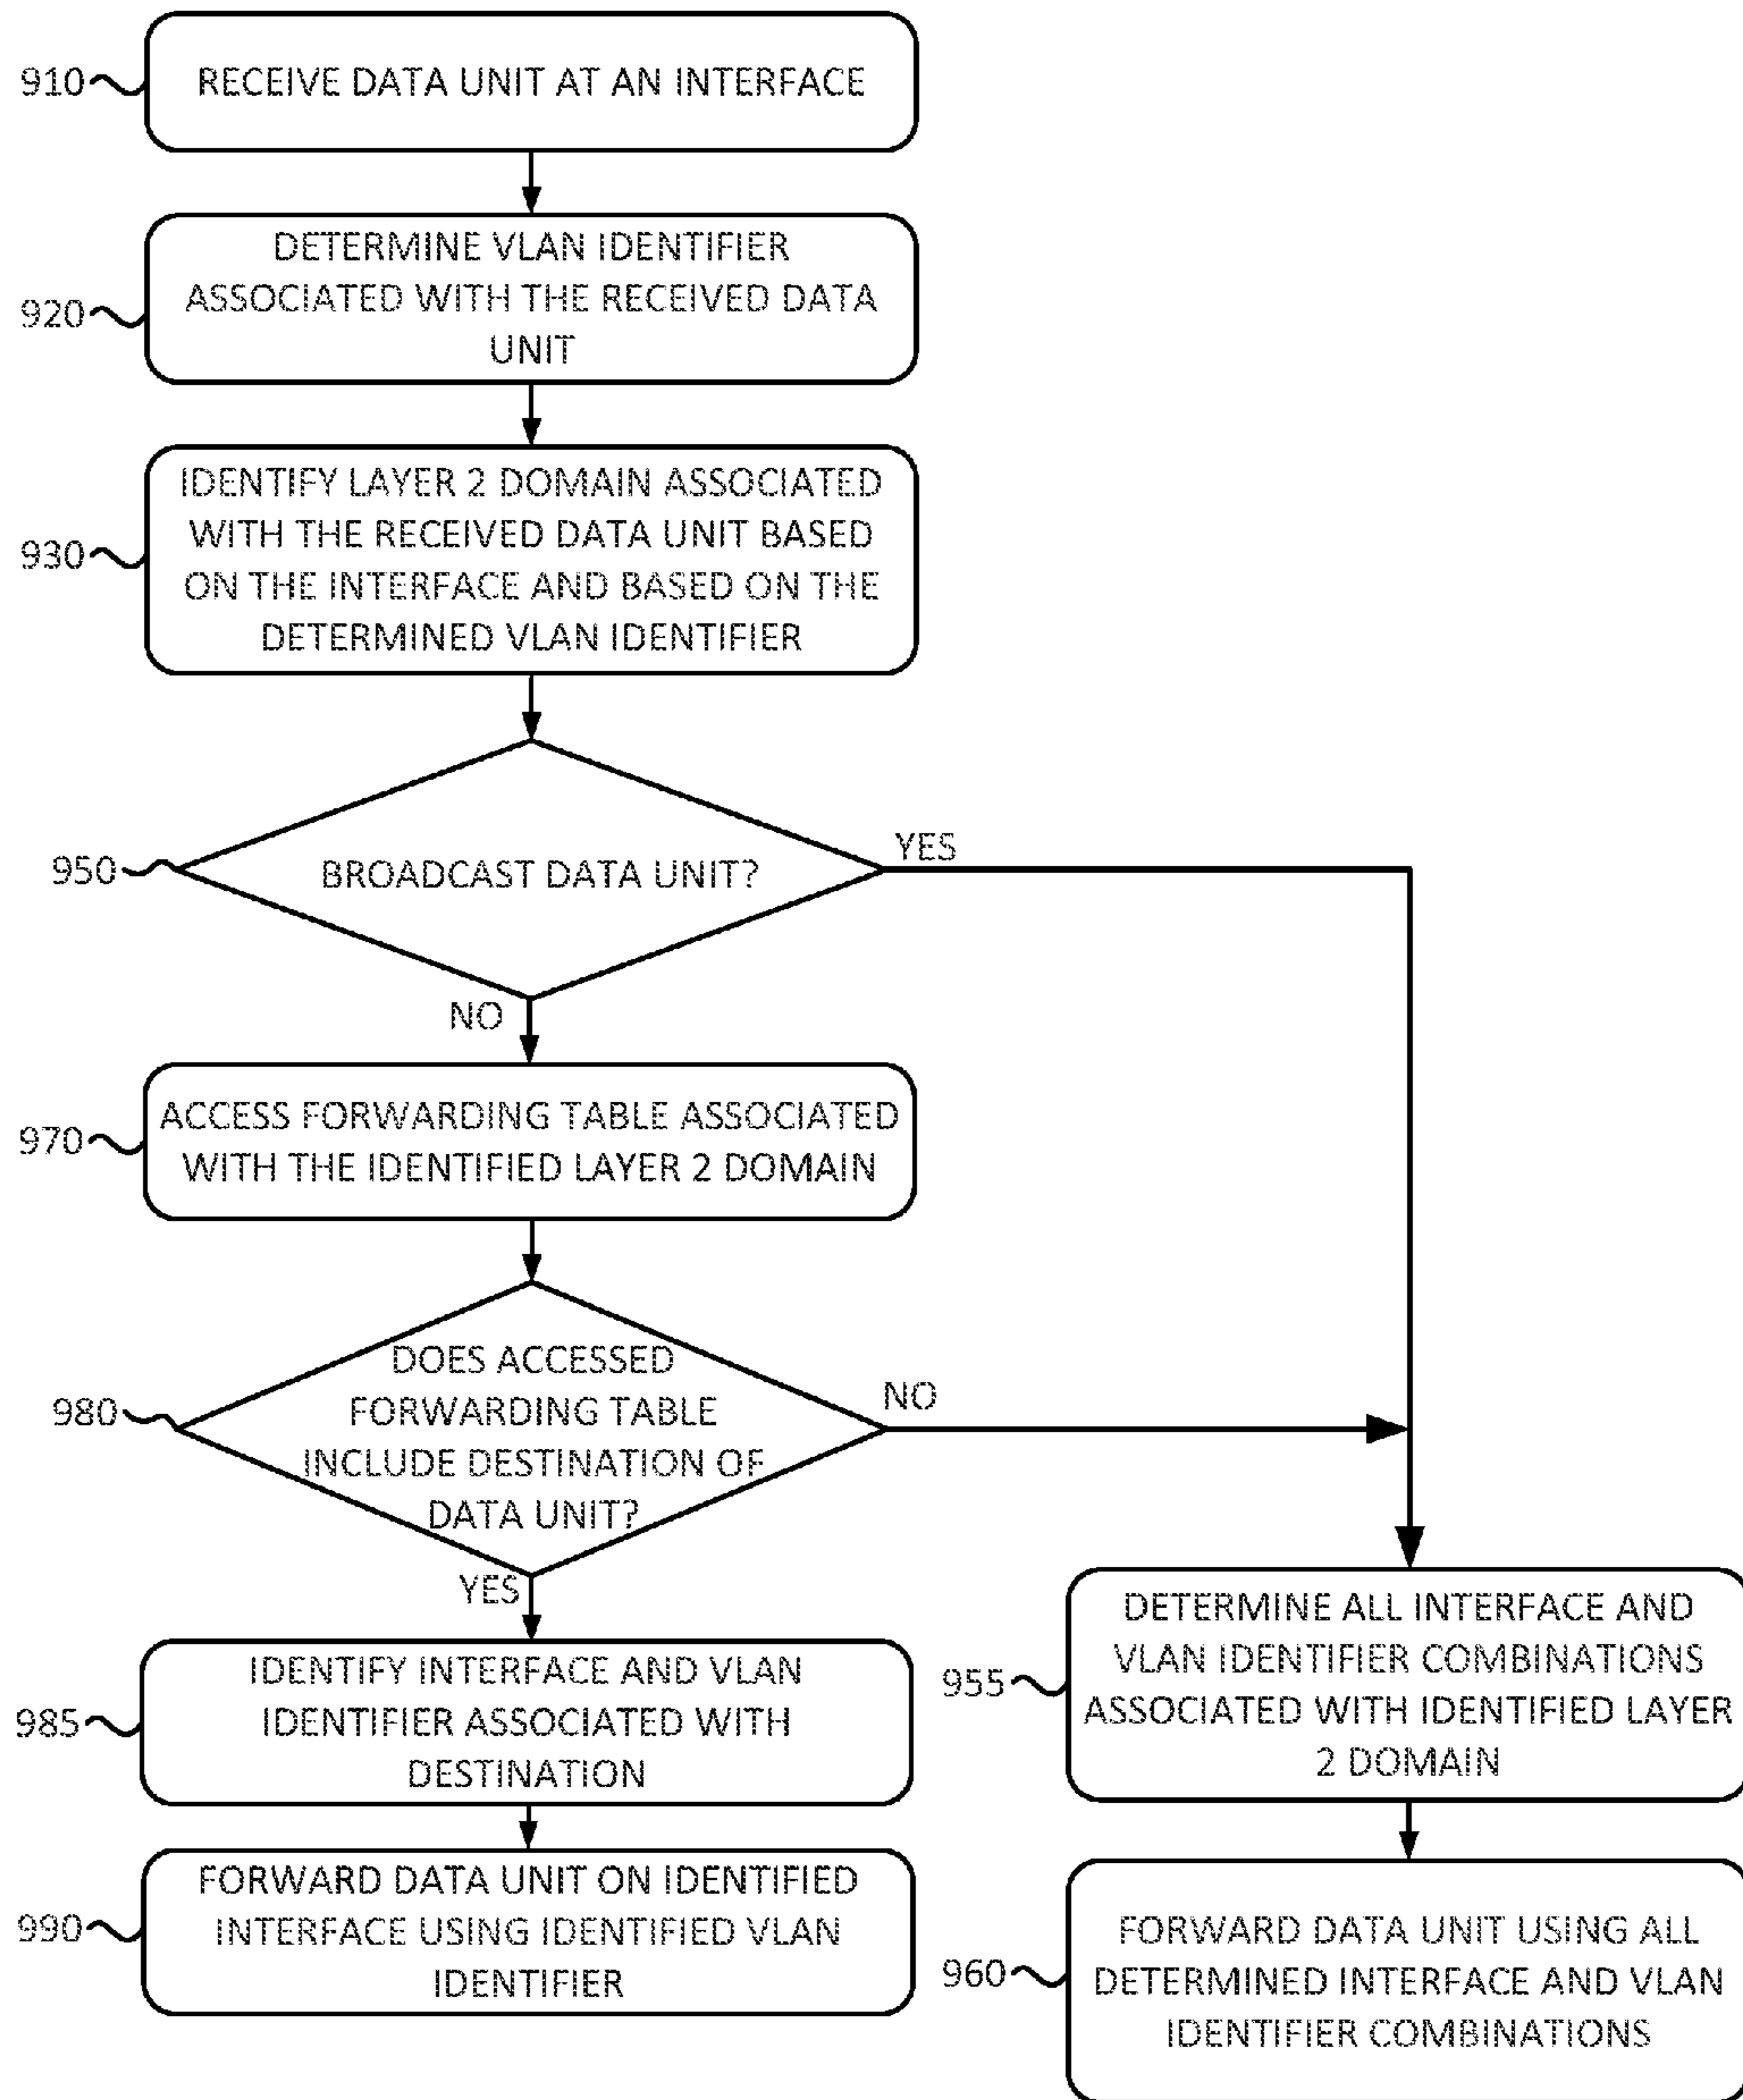 910
RECEIVE DATA UNIT AT AN INTERFACE
920
DETERMINE VLAN IDENTIFIER
ASSOCIATED WITH THE RECEIVED DATA
UNIT
930
IDENTIFY LAYER 2 DOMAIN ASSOCIATED
WITH THE RECEIVED DATA UNIT BASED
ON THE INTERFACE AND BASED ON THE
DETERMINED VLAN IDENTIFIER
950
BROADCAST DATA UNIT?
YES
NO
970
ACCESS FORWARDING TABLE ASSOCIATED
WITH THE IDENTIFIED LAYER 2 DOMAIN
980
DOES ACCESSED
FORWARDING TABLE
INCLUDE DESTINATION OF
DATA UNIT?
NO
YES
985
IDENTIFY INTERFACE AND VLAN
IDENTIFIER ASSOCIATED WITH
DESTINATION
990
FORWARD DATA UNIT ON IDENTIFIED
INTERFACE USING IDENTIFIED VLAN
IDENTIFIER
955
DETERMINE ALL INTERFACE AND
VLAN IDENTIFIER COMBINATIONS
ASSOCIATED WITH IDENTIFIED LAYER
2 DOMAIN
960
FORWARD DATA UNIT USING ALL
DETERMINED INTERFACE AND VLAN
IDENTIFIER COMBINATIONS